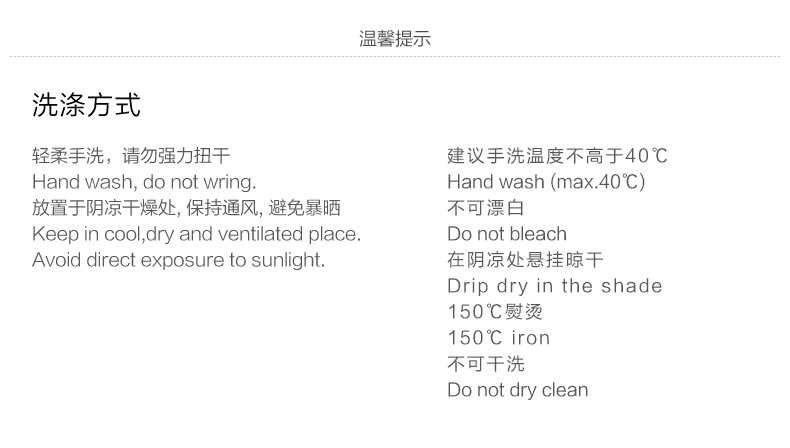 温馨提示
洗涤方式
轻柔手洗，请勿强力扭干
Hand wash, do not wring.
放置于阴凉干燥处, 保持通风, 避免暴晒
Keep in cool,dry and ventilated place.
Avoid direct exposure to sunlight.
建议手洗温度不高于40℃
Hand wash (max.40℃)
不可漂白
Do not bleach
在阴凉处悬挂晾干
Drip dry in the shade
150℃熨烫
150℃ iron
不可干洗
Do not dry clean